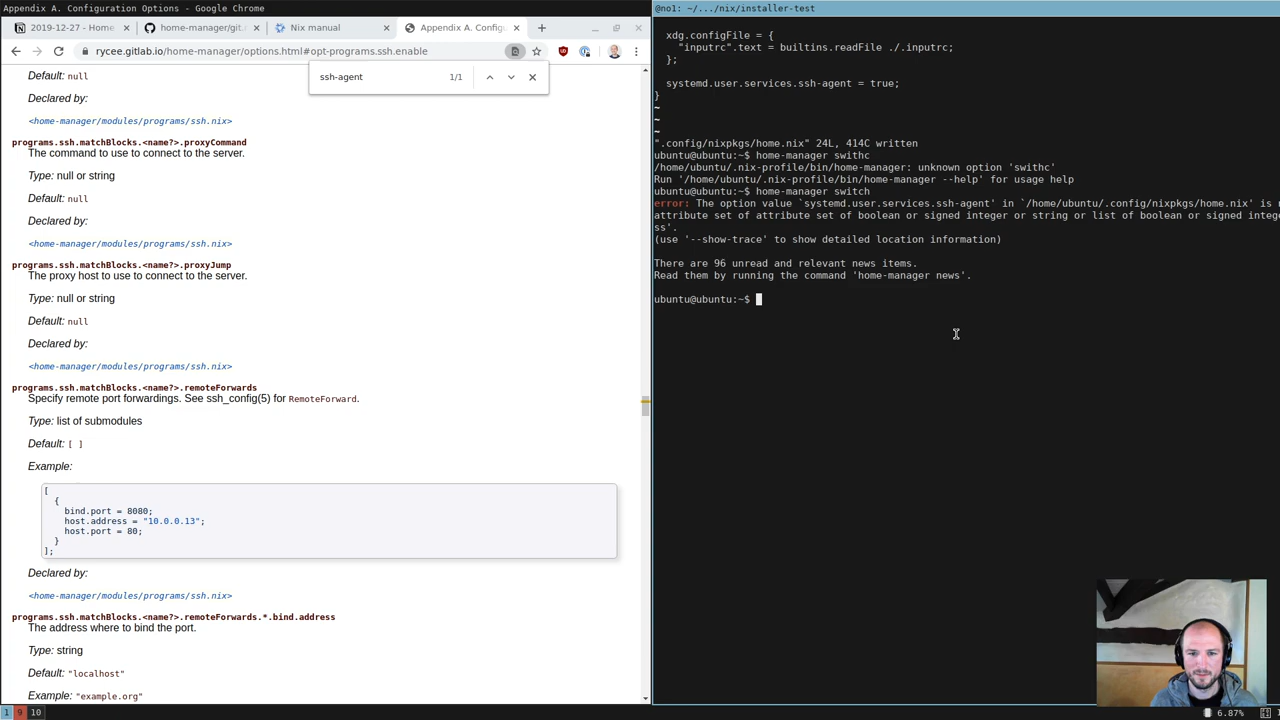 Appendix A. Configuration Options - Google Chrome
2019-12-27 - Home
home-manager/git.
Nix manual
Appendix A. Config
rycee.gitlab.io/home-manager/options.html#opt-programs.ssh.enable
ssh-agent
1/1
Default: null
Declared by:
<home-manager/modules/programs/ssh.nix>
programs.ssh.matchBlocks.<name?>.proxyCommand
The command to use to connect to the server.
Type: null or string
Default: null
Declared by:
<home-manager/modules/programs/ssh.nix>
programs.ssh.matchBlocks.<name?>.proxyJump
The proxy host to use to connect to the server.
Type: null or string
Default: null
Declared by:
<home-manager/modules/programs/ssh.nix>
programs.ssh.matchBlocks.<name?>.remoteForwards
Specify remote port forwardings. See ssh_config(5) for RemoteForward.
Type: list of submodules
Default: [ ]
Example:
[
{
bind.port = 8080;
host.address = "10.0.0.13";
host.port = 80;
}
];
Declared by:
<home-manager/modules/programs/ssh.nix>
programs.ssh.matchBlocks.<name?>.remoteForwards.*.bind.address
The address where to bind the port.
Type: string
Default: "localhost"
Example: "example.org"
1 9 10
@no1: ~/.../nix/installer-test
xdg.configFile = {
"inputrc".text = builtins.readFile ./.inputrc;
};
systemd.user.services.ssh-agent = true;
}
~
~
~
".config/nixpkgs/home.nix" 24L, 414C written
ubuntu@ubuntu:~$ home-manager swithc
/home/ubuntu/.nix-profile/bin/home-manager: unknown option 'swithc'
Run '/home/ubuntu/.nix-profile/bin/home-manager --help' for usage help
ubuntu@ubuntu:~$ home-manager switch
error: The option value `systemd.user.services.ssh-agent' in `/home/ubuntu/.config/nixpkgs/home.nix' is n
attribute set of attribute set of boolean or signed integer or string or list of boolean or signed intege
ss'.
(use '--show-trace' to show detailed location information)
There are 96 unread and relevant news items.
Read them by running the command 'home-manager news'.
ubuntu@ubuntu:~$
6.87%